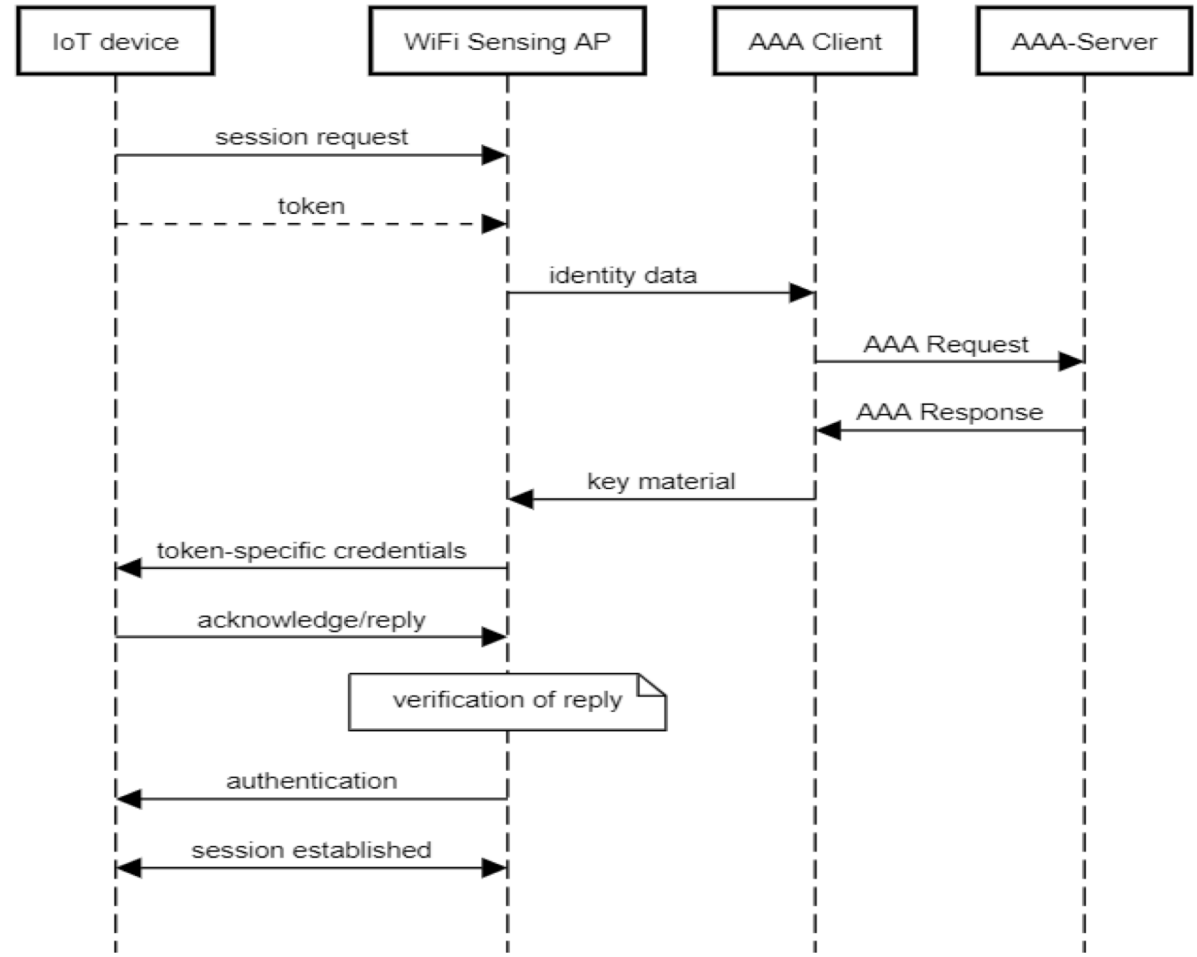 IoT device
WiFi Sensing AP
AAA Client
AAA-Server
session request
token
identity data
AAA Request
AAA Response
key material
token-specific credentials
acknowledge/reply
verification of reply
authentication
session established